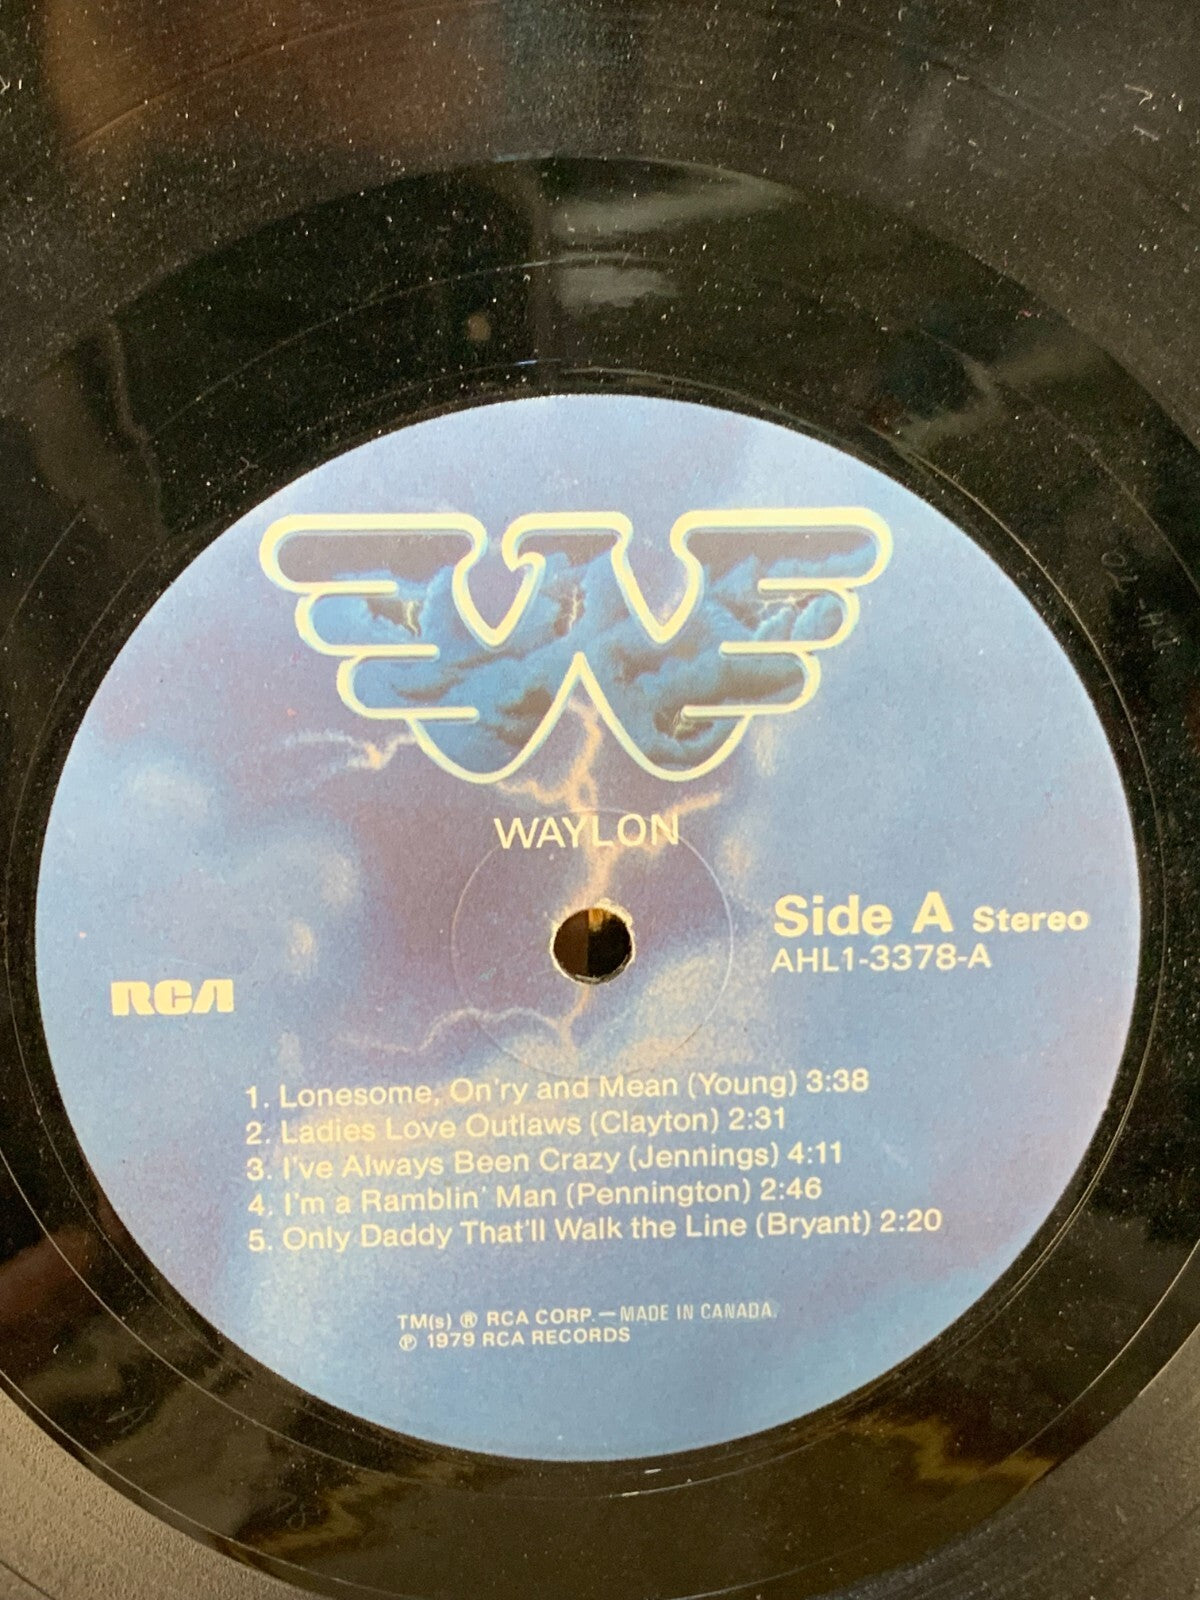 WAYLON
Side A Stereo
AHL1-3378-A
RCA
1. Lonesome, On'ry and Mean (Young) 3:38
2. Ladies Love Outlaws (Clayton) 2:31
3. I've Always Been Crazy (Jennings) 4:11
4. I'm a Ramblin' Man (Pennington) 2:46
5. Only Daddy That'll Walk the Line (Bryant) 2:20
TM(s) ® RCA CORP.—MADE IN CANADA.
℗ 1979 RCA RECORDS